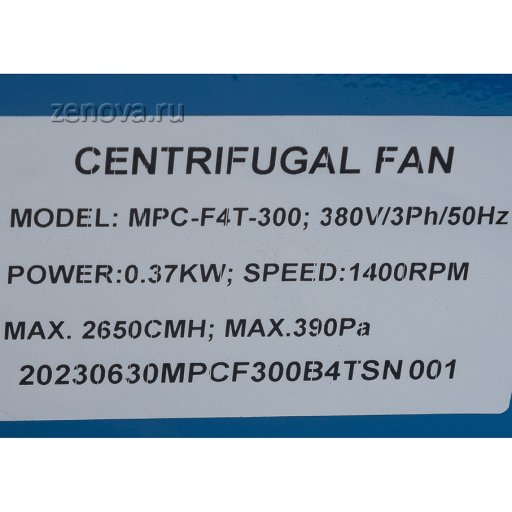 zenova.ru
CENTRIFUGAL FAN
MODEL: MPC-F4T-300; 380V/3Ph/50Hz
POWER:0.37KW; SPEED:1400RPM
MAX. 2650CMH; MAX.390Pa
20230630MPCF300B4TSN 001